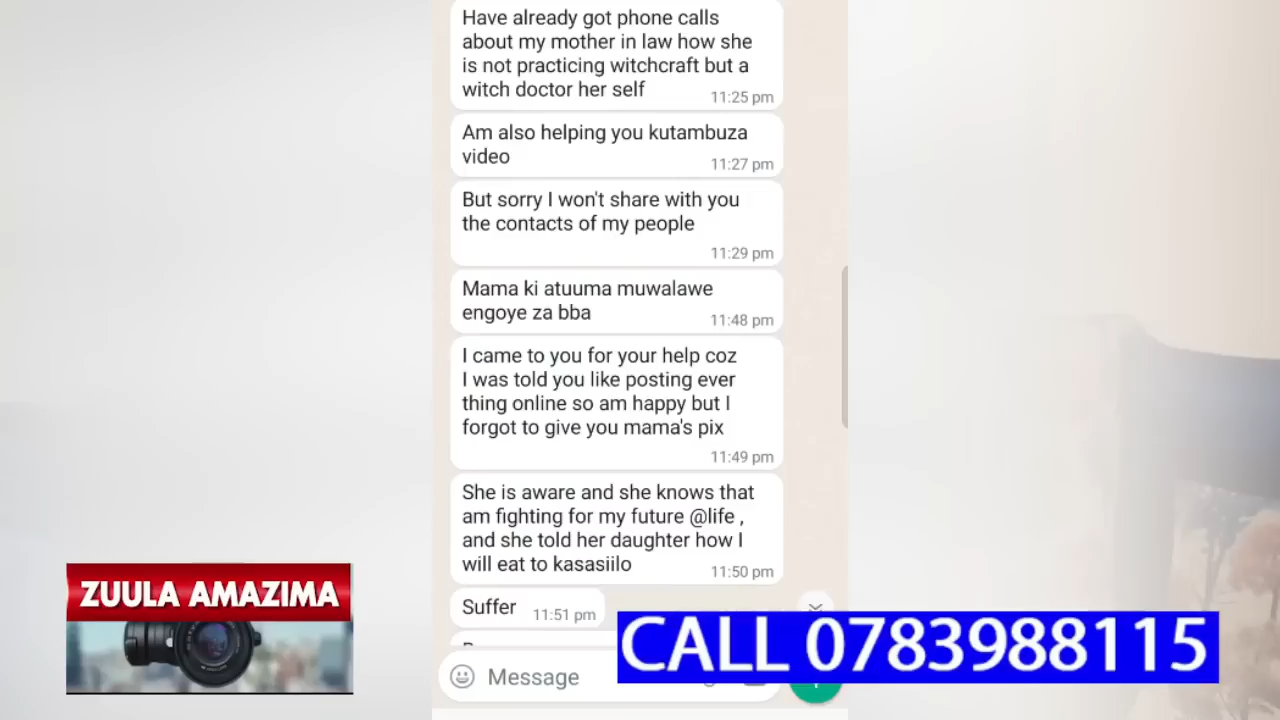 Have already got phone calls
about my mother in law how she
is not practicing witchcraft but a
witch doctor her self
11:25 pm
Am also helping you kutambuza
video
11:27 pm
But sorry I won't share with you
the contacts of my people
11:29 pm
Mama ki atuuma muwalawe
engoye za bba
11:48 pm
I came to you for your help coz
I was told you like posting ever
thing online so am happy but I
forgot to give you mama's pix
11:49 pm
She is aware and she knows that
am fighting for my future @life ,
and she told her daughter how I
will eat to kasasiilo
11:50 pm
Suffer 11:51 pm
Message
ZUULA AMAZIMA
CALL 0783988115